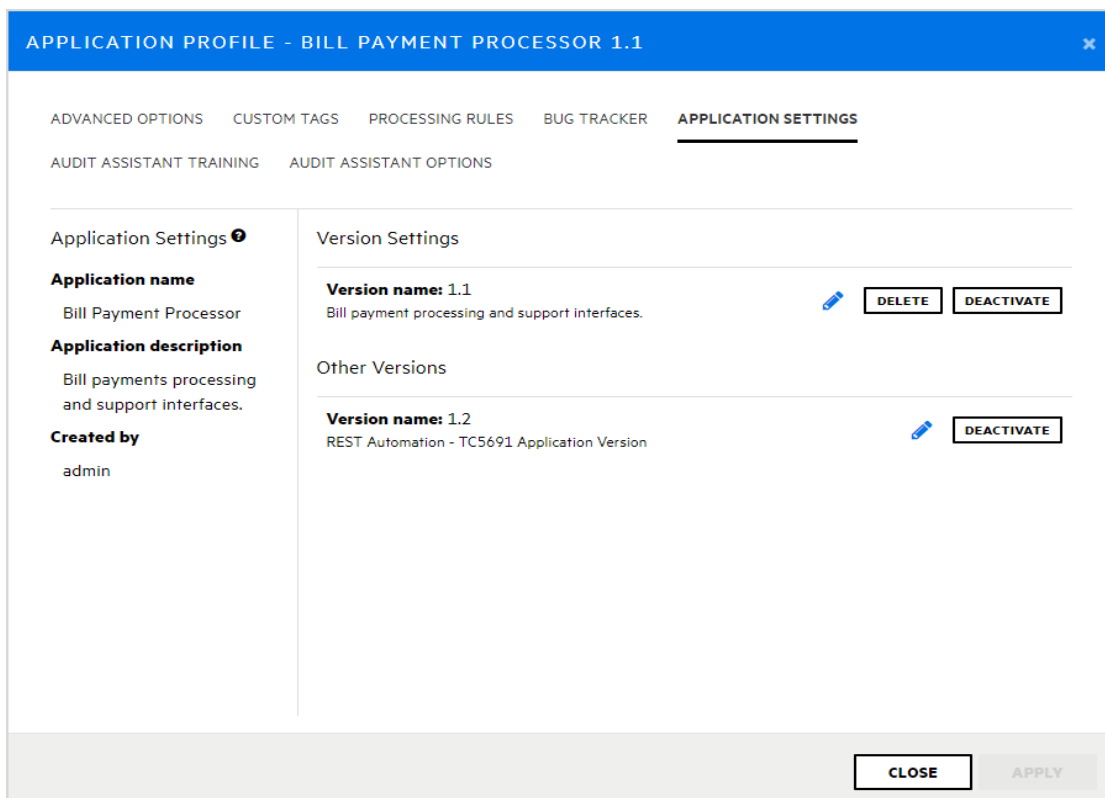 APPLICATION PROFILE - BILL PAYMENT PROCESSOR 1.1
ADVANCED OPTIONS CUSTOM TAGS PROCESSING RULES BUG TRACKER APPLICATION SETTINGS
AUDIT ASSISTANT TRAINING AUDIT ASSISTANT OPTIONS
Application Settings
Application name
Bill Payment Processor
Application description
Bill payments processing
and support interfaces.
Created by
admin
Version Settings
Version name: 1.1
Bill payment processing and support interfaces.
DELETE DEACTIVATE
Other Versions
Version name: 1.2
REST Automation - TC5691 Application Version
DEACTIVATE
CLOSE APPLY